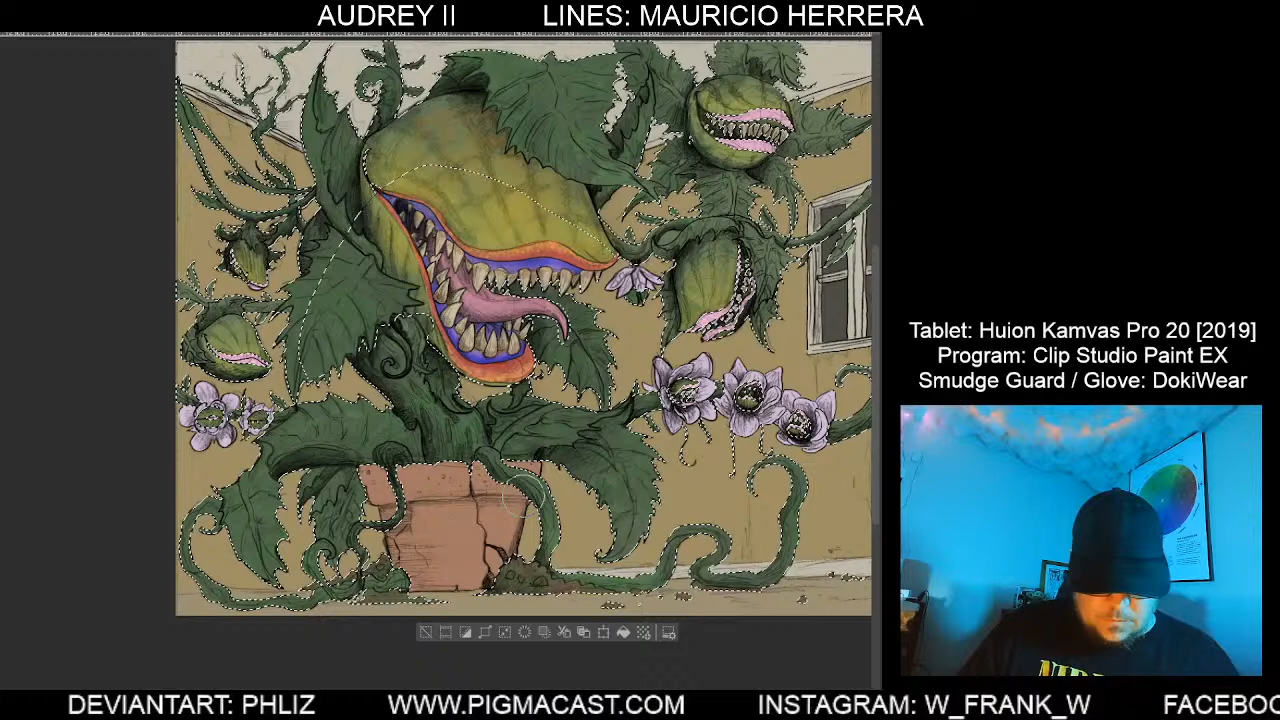 AUDREY II LINES: MAURICIO HERRERA
Tablet: Huion Kamvas Pro 20 [2019]
Program: Clip Studio Paint EX
Smudge Guard / Glove: DokiWear
DEVIANTART: PHLIZ WWW.PIGMACAST.COM INSTAGRAM: W_FRANK_W FACEBOO